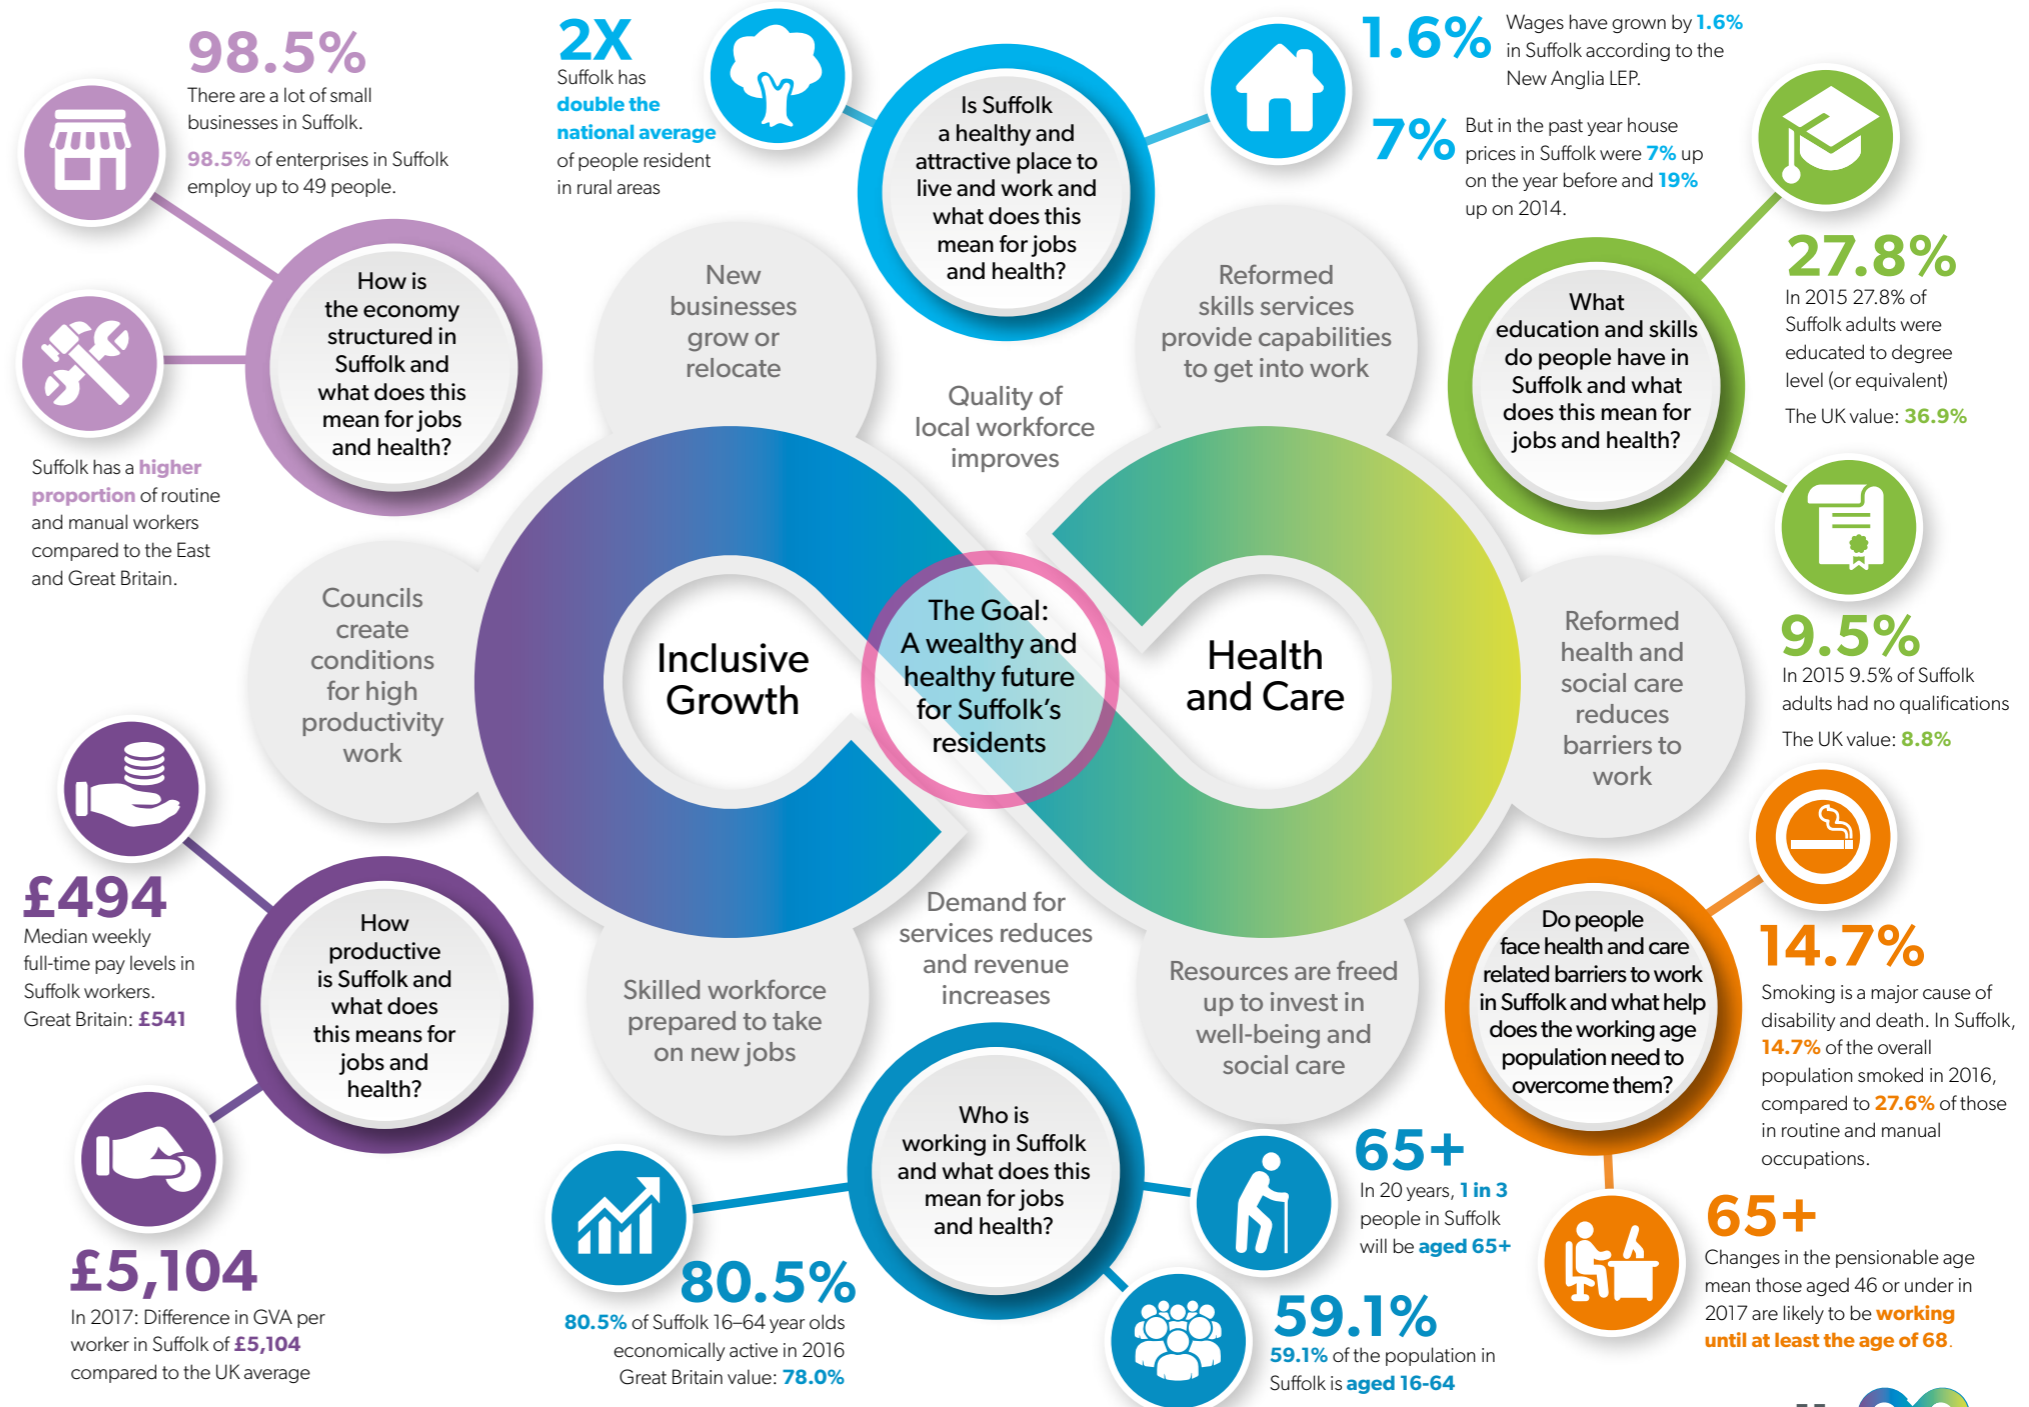 98.5%
There are a lot of small
businesses in Suffolk.
98.5% of enterprises in Suffolk
employ up to 49 people.
How is
the economy
structured in
Suffolk and
what does this
mean for jobs
and health?
Suffolk has a higher
proportion of routine
and manual workers
compared to the East
and Great Britain.
2X
Suffolk has
double the
national average
of people resident
in rural areas
Is Suffolk
a healthy and
attractive place to
live and work and
what does this
mean for jobs
and health?
1.6%
Wages have grown by 1.6%
in Suffolk according to the
New Anglia LEP.
7%
But in the past year house
prices in Suffolk were 7% up
on the year before and 19%
up on 2014.
What
education and skills
do people have in
Suffolk and what
does this mean for
jobs and health?
27.8%
In 2015 27.8% of
Suffolk adults were
educated to degree
level (or equivalent)
The UK value: 36.9%
9.5%
In 2015 9.5% of Suffolk
adults had no qualifications
The UK value: 8.8%
New
businesses
grow or
relocate
Quality of
local workforce
improves
Reformed
skills services
provide capabilities
to get into work
Councils
create
conditions
for high
productivity
work
Inclusive
Growth
The Goal:
A wealthy and
healthy future
for Suffolk's
residents
Health
and Care
Reformed
health and
social care
reduces
barriers to
work
Skilled workforce
prepared to take
on new jobs
Demand for
services reduces
and revenue
increases
Resources are freed
up to invest in
well-being and
social care
£494
Median weekly
full-time pay levels in
Suffolk workers.
Great Britain: £541
How
productive
is Suffolk and
what does
this means for
jobs and
health?
£5,104
In 2017: Difference in GVA per
worker in Suffolk of £5,104
compared to the UK average
Who is
working in Suffolk
and what does this
mean for jobs
and health?
80.5%
80.5% of Suffolk 16–64 year olds
economically active in 2016
Great Britain value: 78.0%
65+
In 20 years, 1 in 3
people in Suffolk
will be aged 65+
59.1%
59.1% of the population in
Suffolk is aged 16-64
Do people
face health and care
related barriers to work
in Suffolk and what help
does the working age
population need to
overcome them?
14.7%
Smoking is a major cause of
disability and death. In Suffolk,
14.7% of the overall
population smoked in 2016,
compared to 27.6% of those
in routine and manual
occupations.
65+
Changes in the pensionable age
mean those aged 46 or under in
2017 are likely to be working
until at least the age of 68.